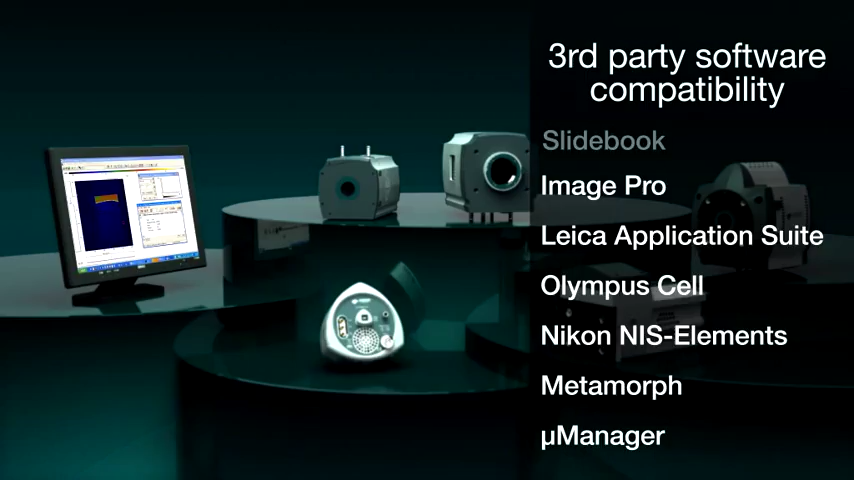 3rd party software
compatibility
Slidebook
Image Pro
Leica Application Suite
Olympus Cell
Nikon NIS-Elements
Metamorph
µManager